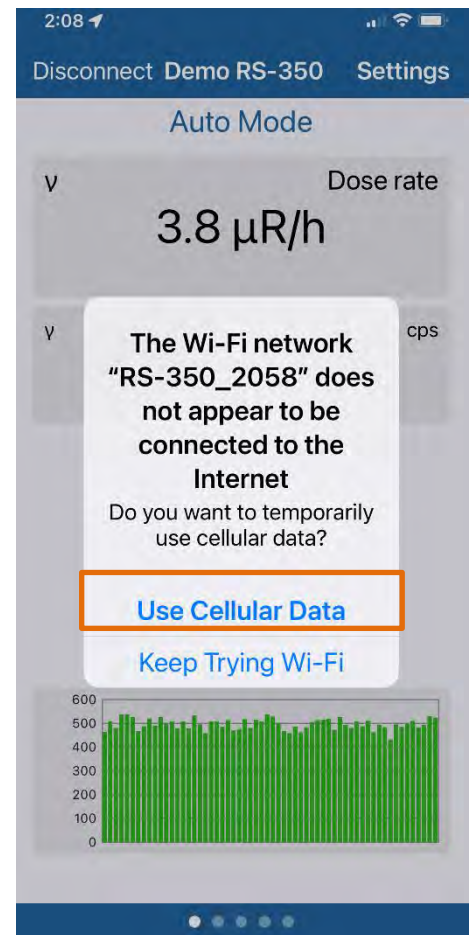 2:08
Disconnect Demo RS-350 Settings
Auto Mode
γ Dose rate
3.8 μR/h
γ cps
The Wi-Fi network
“RS-350_2058” does
not appear to be
connected to the
Internet
Do you want to temporarily
use cellular data?
Use Cellular Data
Keep Trying Wi-Fi
600
500
400
300
200
100
0